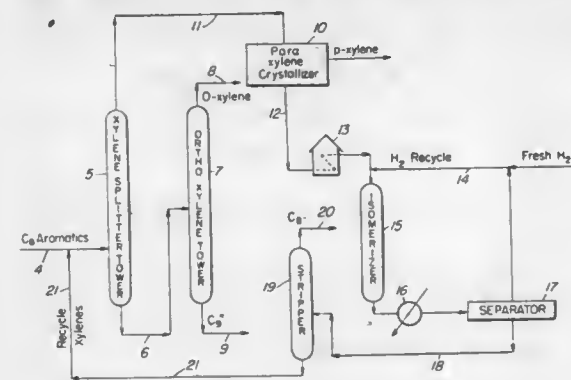 11
10
Para
xylene
Crystallizer
p-xylene
8
O-xylene
12
13
H2 Recycle
Fresh H2
14
5
XYLENE SPLITTER TOWER
7
ORTHO XYLENE TOWER
15
ISOMERIZER
C8 Aromatics
4
C8-
20
19
STRIPPER
16
17
SEPARATOR
21
Recycle
Xylenes
6
C9+
9
18
21